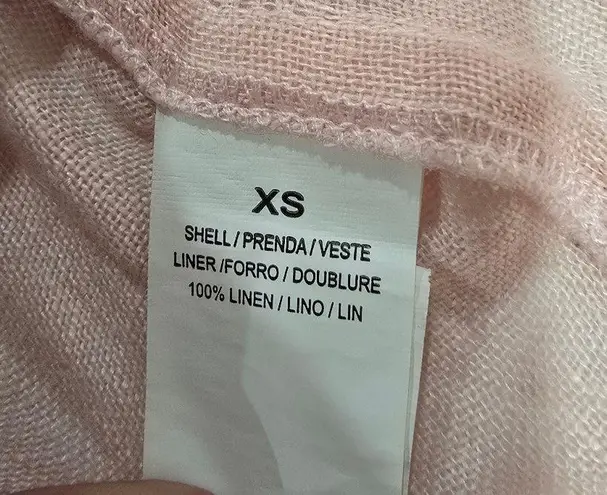 XS
SHELL / PRENDA / VESTE
LINER /FORRO / DOUBLURE
100% LINEN / LINO / LIN